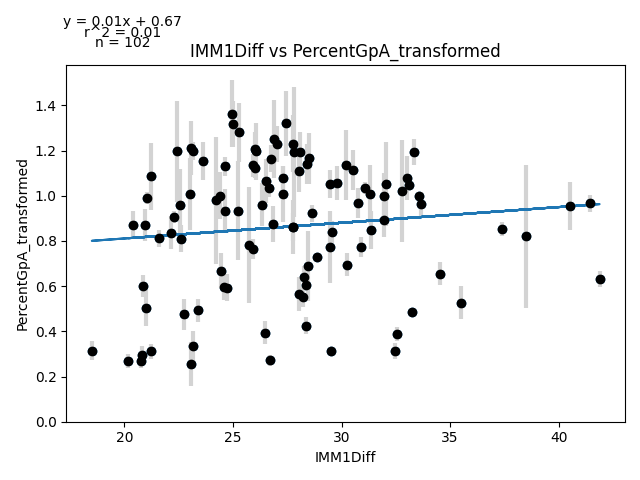 y = 0.01x + 0.67
r^2 = 0.01
n = 102
IMM1Diff vs PercentGpA_transformed
PercentGpA_transformed
1.4
1.2
1.0
0.8
0.6
0.4
0.2
0.0
20 25 30 35 40
IMM1Diff